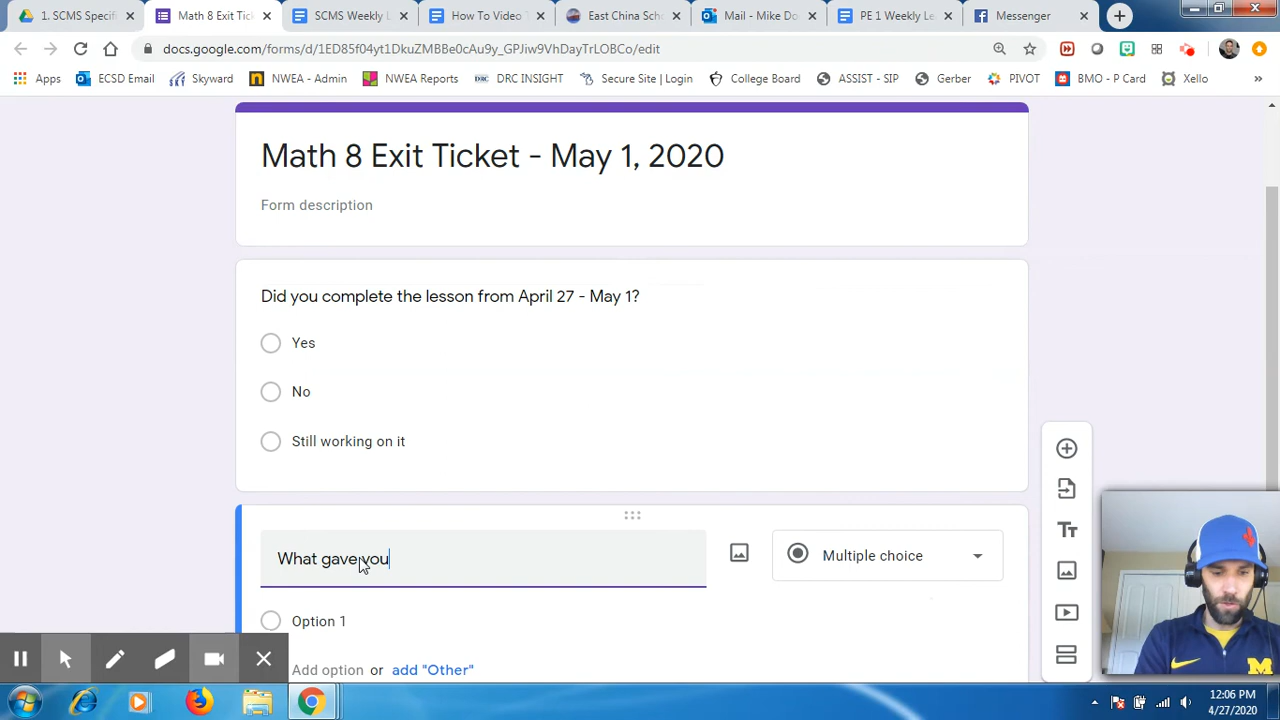 1. SCMS Specifi
Math 8 Exit Tick
SCMS Weekly L
How To Video T
East China Scho
Mail - Mike Do
PE 1 Weekly Le
Messenger
docs.google.com/forms/d/1ED85f04yt1DkuZMBBe0cAu9y_GPJiw9VhDayTrLOBCo/edit
Apps
ECSD Email
Skyward
NWEA - Admin
NWEA Reports
DRC INSIGHT
Secure Site | Login
College Board
ASSIST - SIP
Gerber
PIVOT
BMO - P Card
Xello
»
Math 8 Exit Ticket - May 1, 2020
Form description
Did you complete the lesson from April 27 - May 1?
Yes
No
Still working on it
What gave you
Multiple choice
Option 1
Add option or add "Other"
12:06 PM
4/27/2020